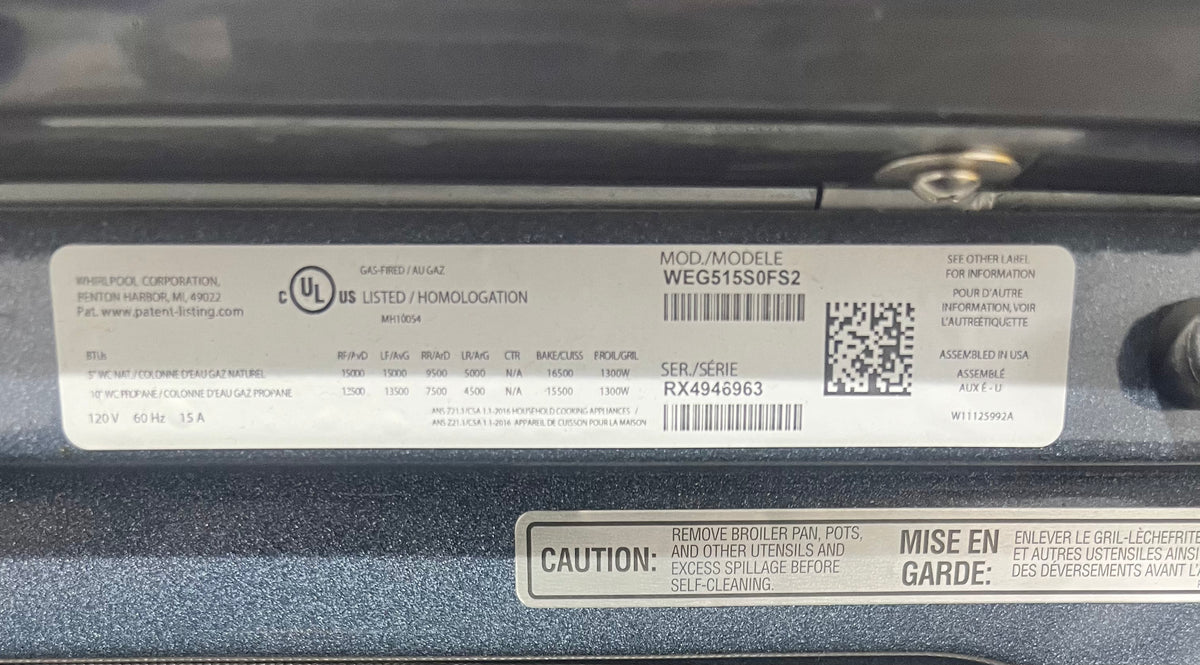 WHIRLPOOL CORPORATION,
BENTON HARBOR, MI, 49022
Pat. www.patent-listing.com
C UL US
GAS-FIRED / AU GAZ
LISTED / HOMOLOGATION
MH10054
BTUs RF/AvD LF/AvG RR/ArD LR/ArG CTR BAKE/CUISS BROIL/GRIL
5" WC NAT. / COLONNE D'EAU GAZ NATUREL 15000 15000 9500 5000 N/A 16500 1300W
10" WC PROPANE / COLONNE D'EAU GAZ PROPANE 12500 13500 7500 4500 N/A 15500 1300W
120 V 60 Hz 15 A
ANS Z21.1/CSA 1.1-2016 HOUSEHOLD COOKING APPLIANCES /
ANS Z21.1/CSA 1.1-2016 APPAREIL DE CUISSON POUR LA MAISON
MOD./MODÈLE
WEG515S0FS2
SER./SÉRIE
RX4946963
SEE OTHER LABEL
FOR INFORMATION
POUR D'AUTRE
INFORMATION, VOIR
L'AUTREÉTIQUETTE
ASSEMBLED IN USA
ASSEMBLÉ
AUX É - U
W11125992A
CAUTION:
REMOVE BROILER PAN, POTS,
AND OTHER UTENSILS AND
EXCESS SPILLAGE BEFORE
SELF-CLEANING.
MISE EN
GARDE:
ENLEVER LE GRIL-LÈCHEFRITE
ET AUTRES USTENSILES AINSI
DES DÉVERSEMENTS AVANT L'A